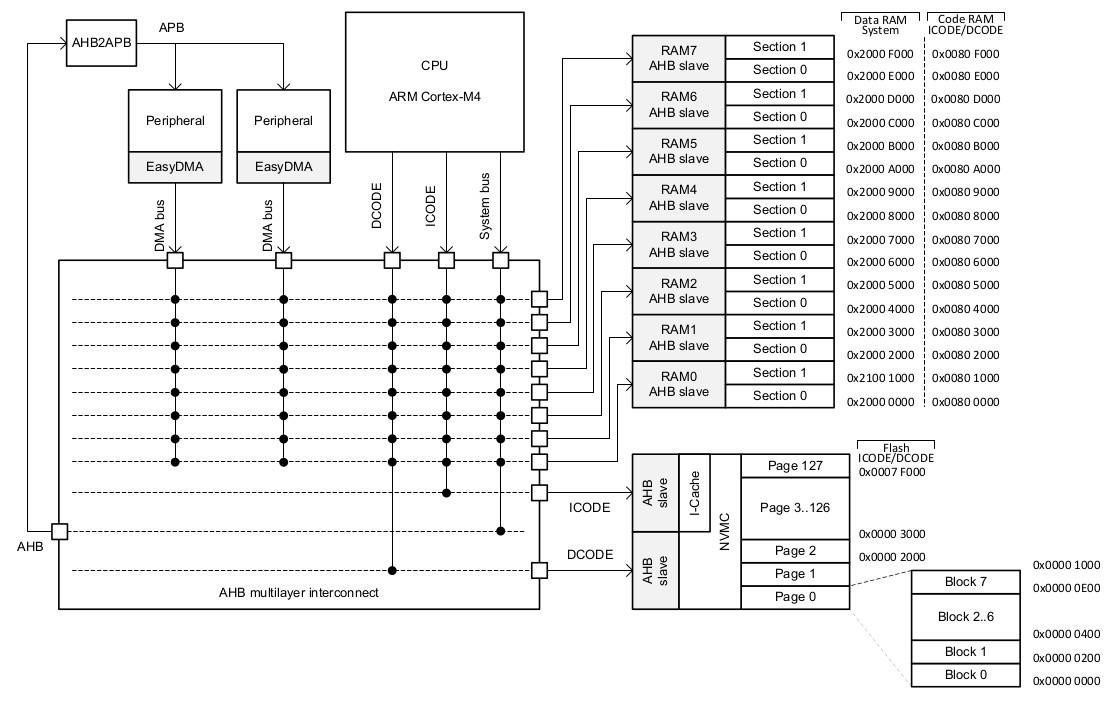 AHB2APB
APB
Peripheral
EasyDMA
Peripheral
EasyDMA
CPU
ARM Cortex-M4
DMA bus
DMA bus
DCODE
ICODE
System bus
AHB
AHB multilayer interconnect
ICODE
DCODE
Data RAM
System
Code RAM
ICODE/DCODE
RAM7
AHB slave
Section 1
0x2000 F000
0x0080 F000
Section 0
0x2000 E000
0x0080 E000
RAM6
AHB slave
Section 1
0x2000 D000
0x0080 D000
Section 0
0x2000 C000
0x0080 C000
RAM5
AHB slave
Section 1
0x2000 B000
0x0080 B000
Section 0
0x2000 A000
0x0080 A000
RAM4
AHB slave
Section 1
0x2000 9000
0x0080 9000
Section 0
0x2000 8000
0x0080 8000
RAM3
AHB slave
Section 1
0x2000 7000
0x0080 7000
Section 0
0x2000 6000
0x0080 6000
RAM2
AHB slave
Section 1
0x2000 5000
0x0080 5000
Section 0
0x2000 4000
0x0080 4000
RAM1
AHB slave
Section 1
0x2000 3000
0x0080 3000
Section 0
0x2000 2000
0x0080 2000
RAM0
AHB slave
Section 1
0x2100 1000
0x0080 1000
Section 0
0x2000 0000
0x0080 0000
Flash
ICODE/DCODE
AHB
slave
I-Cache
AHB
slave
NVMC
Page 127
0x0007 F000
Page 3..126
0x0000 3000
Page 2
0x0000 2000
Page 1
0x0000 1000
Page 0
Block 7
0x0000 0E00
Block 2..6
0x0000 0400
Block 1
0x0000 0200
Block 0
0x0000 0000